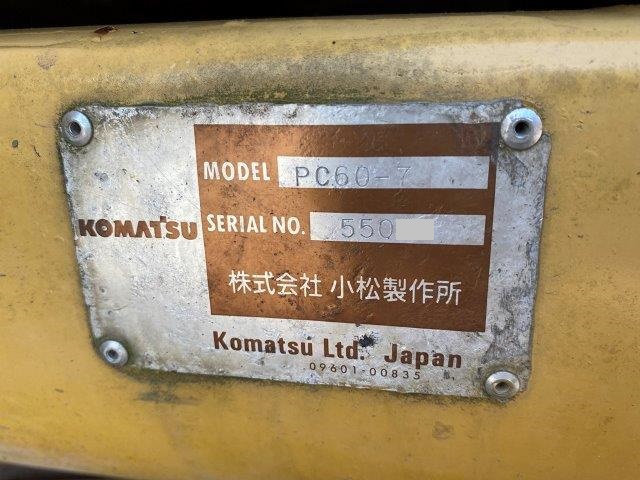 MODEL PC60-7
KOMATSU
SERIAL NO. 550
株式会社 小松製作所
Komatsu Ltd. Japan
09601-00835